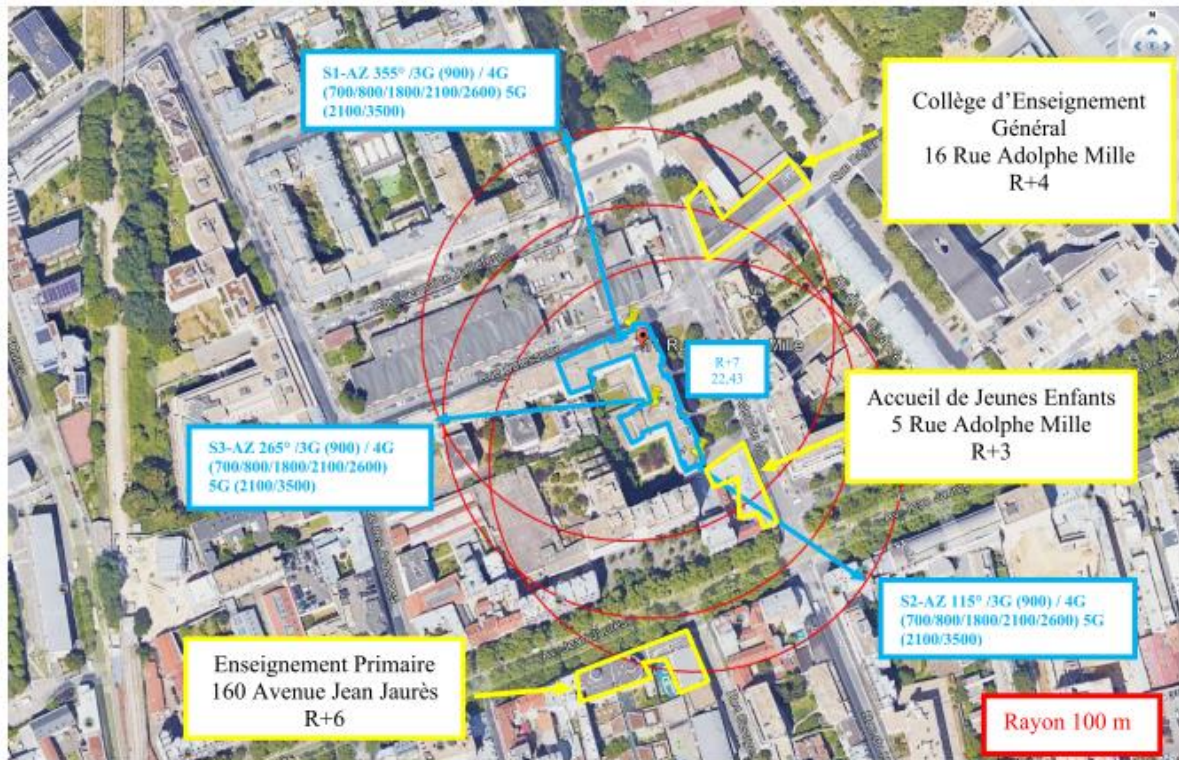 S1-AZ 355° /3G (900) / 4G
(700/800/1800/2100/2600) 5G
(2100/3500)
Collège d'Enseignement
Général
16 Rue Adolphe Mille
R+4
N
R+7
22,43
Mille
Accueil de Jeunes Enfants
5 Rue Adolphe Mille
R+3
S3-AZ 265° /3G (900) / 4G
(700/800/1800/2100/2600)
5G (2100/3500)
S2-AZ 115° /3G (900) / 4G
(700/800/1800/2100/2600) 5G
(2100/3500)
Enseignement Primaire
160 Avenue Jean Jaurès
R+6
Rayon 100 m